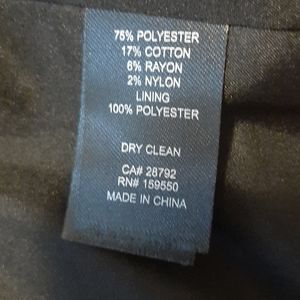 75% POLYESTER
17% COTTON
6% RAYON
2% NYLON
LINING
100% POLYESTER
DRY CLEAN
CA# 28792
RN# 159550
MADE IN CHINA